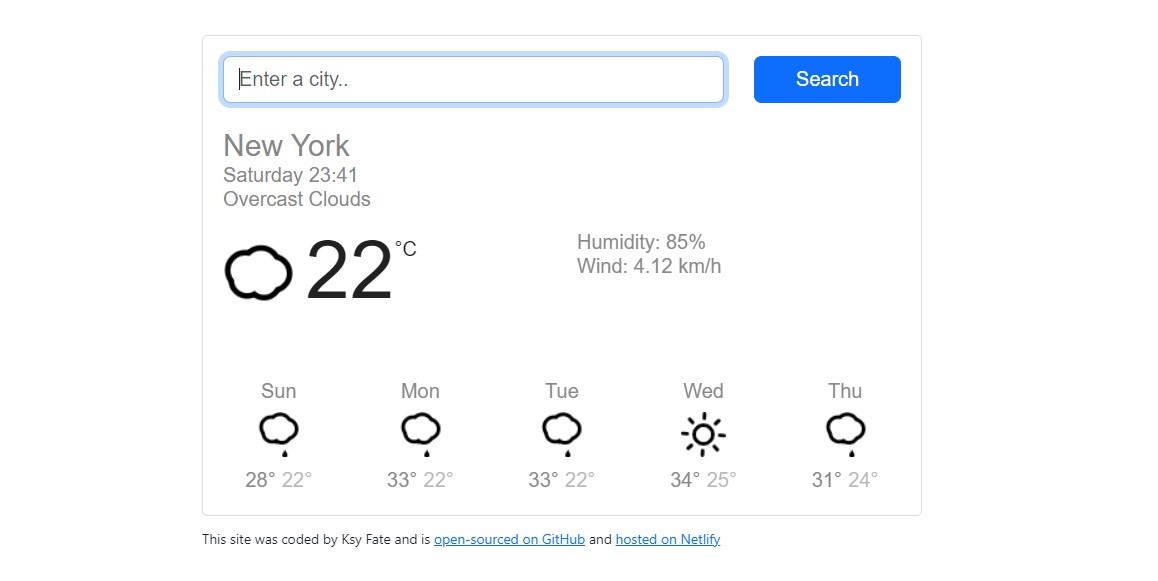 Enter a city..
Search
New York
Saturday 23:41
Overcast Clouds
22 °C
Humidity: 85%
Wind: 4.12 km/h
Sun Mon Tue Wed Thu
28° 22° 33° 22° 33° 22° 34° 25° 31° 24°
This site was coded by Ksy Fate and is open-sourced on GitHub and hosted on Netlify